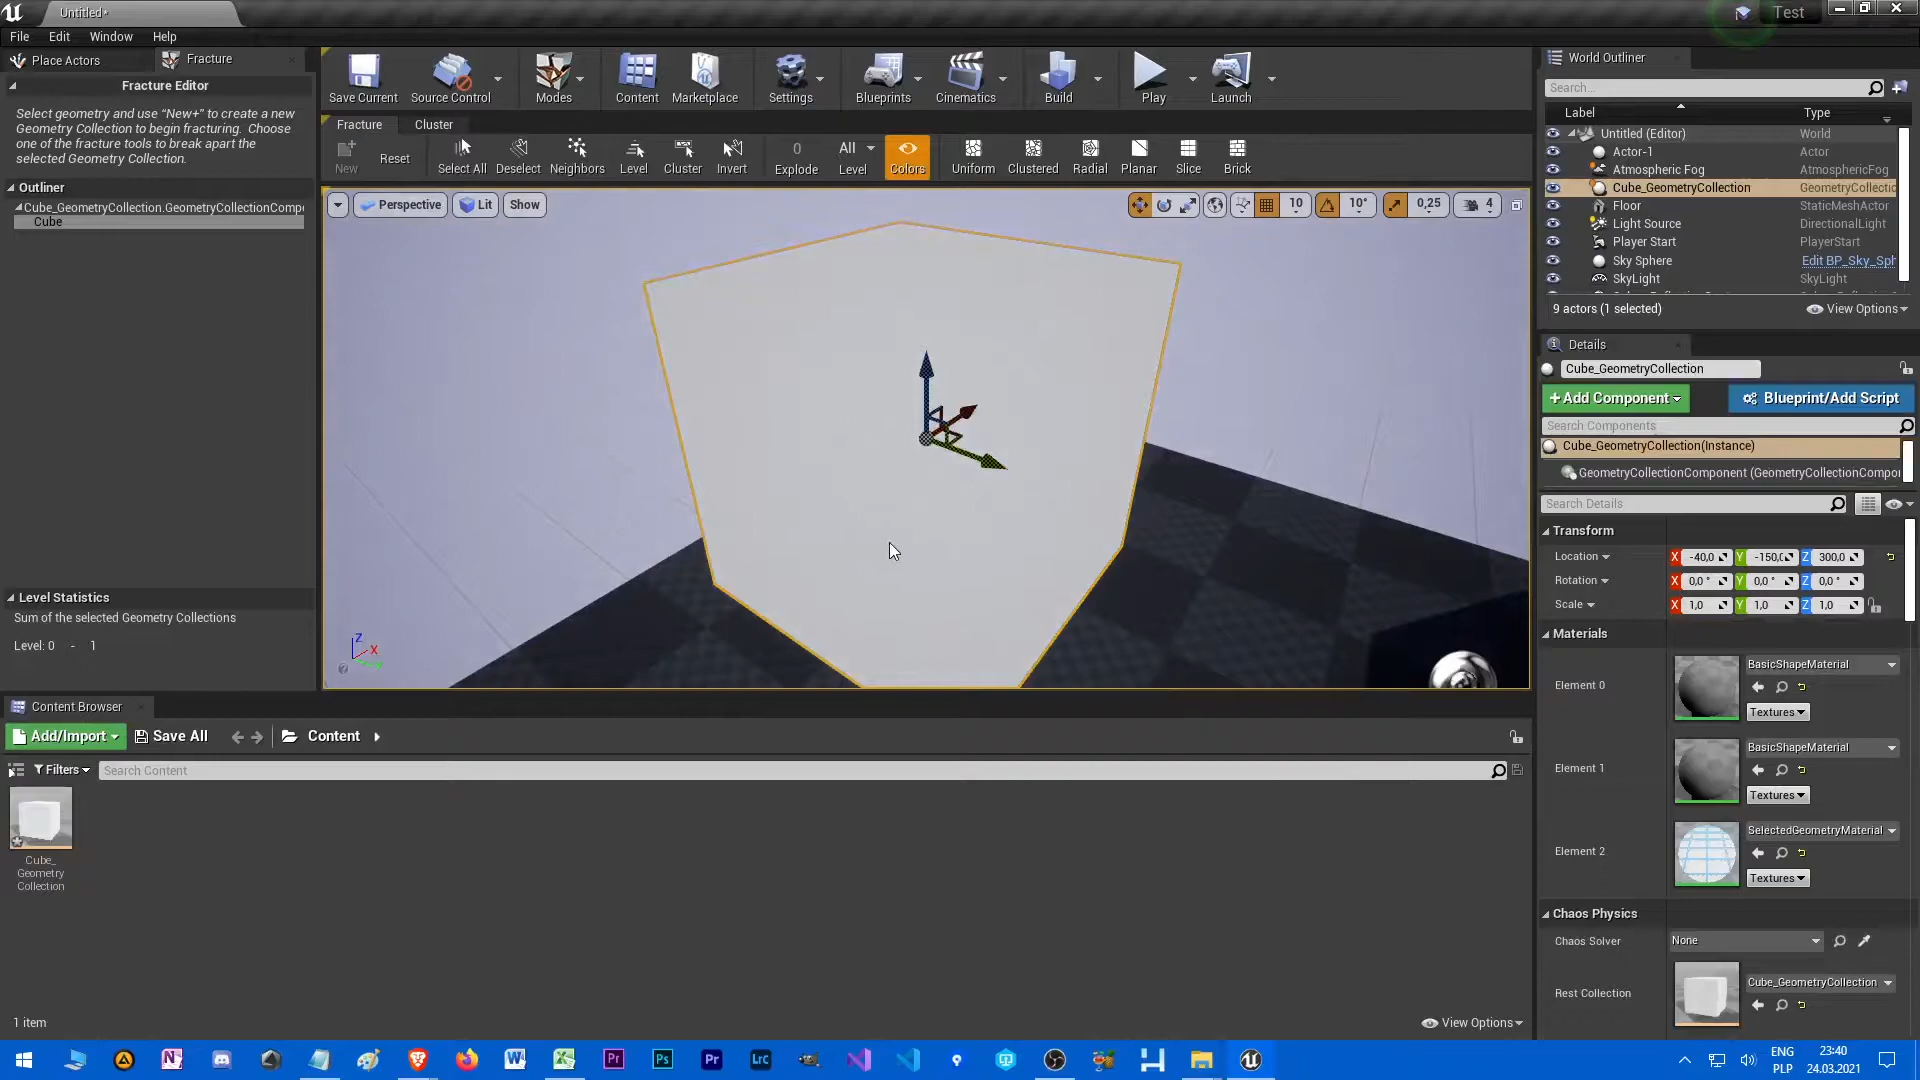 Untitled*
Test
File Edit Window Help
Place Actors
Fracture
Fracture Editor
Select geometry and use “New+” to create a new
Geometry Collection to begin fracturing. Choose
one of the fracture tools to break apart the
selected Geometry Collection.
Outliner
Cube_GeometryCollection.GeometryCollectionCompo
Cube
Level Statistics
Sum of the selected Geometry Collections
Level: 0 - 1
Save Current
Source Control
Modes
Content
Marketplace
Settings
Blueprints
Cinematics
Build
Play
Launch
Fracture Cluster
New
Reset
Select All
Deselect
Neighbors
Level
Cluster
Invert
0
Explode
All
Level
Colors
Uniform
Clustered
Radial
Planar
Slice
Brick
Perspective Lit Show
10 10° 0,25 4
Z
X
Content Browser
Add/Import Save All Content
Filters Search Content
Cube_
Geometry
Collection
1 item
View Options
World Outliner
Search...
Label Type
Untitled (Editor) World
Actor-1 Actor
Atmospheric Fog AtmosphericFog
Cube_GeometryCollection GeometryCollectic
Floor StaticMeshActor
Light Source DirectionalLight
Player Start PlayerStart
Sky Sphere Edit BP_Sky_Sph
SkyLight SkyLight
9 actors (1 selected) View Options
Details
Cube_GeometryCollection
+Add Component Blueprint/Add Script
Search Components
Cube_GeometryCollection(Instance)
GeometryCollectionComponent (GeometryCollectionCompo
Search Details
Transform
Location X -40,0 Y -150,( Z 300,0
Rotation X 0,0 ° Y 0,0 ° Z 0,0 °
Scale X 1,0 Y 1,0 Z 1,0
Materials
Element 0
BasicShapeMaterial
Textures
Element 1
BasicShapeMaterial
Textures
Element 2
SelectedGeometryMaterial
Textures
Chaos Physics
Chaos Solver None
Rest Collection
Cube_GeometryCollection
ENG
PLP
23:40
24.03.2021